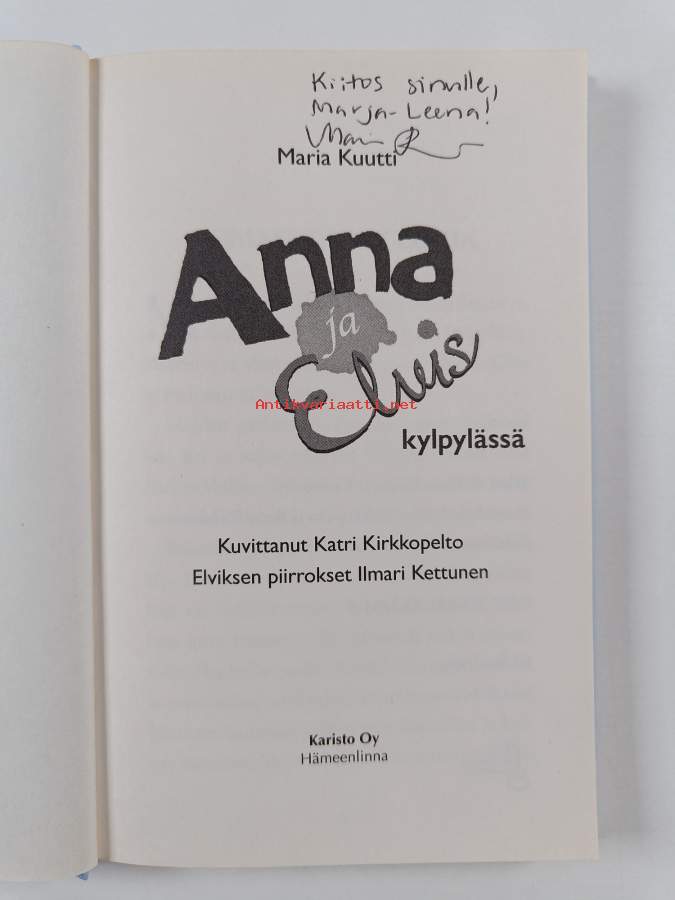 Kiitos sinulle,
Marja-Leena!
Maria Kuutti
Anna
ja
Elvis
Antikvariaatti.net
kylpylässä
Kuvittanut Katri Kirkkopelto
Elviksen piirrokset Ilmari Kettunen
Karisto Oy
Hämeenlinna